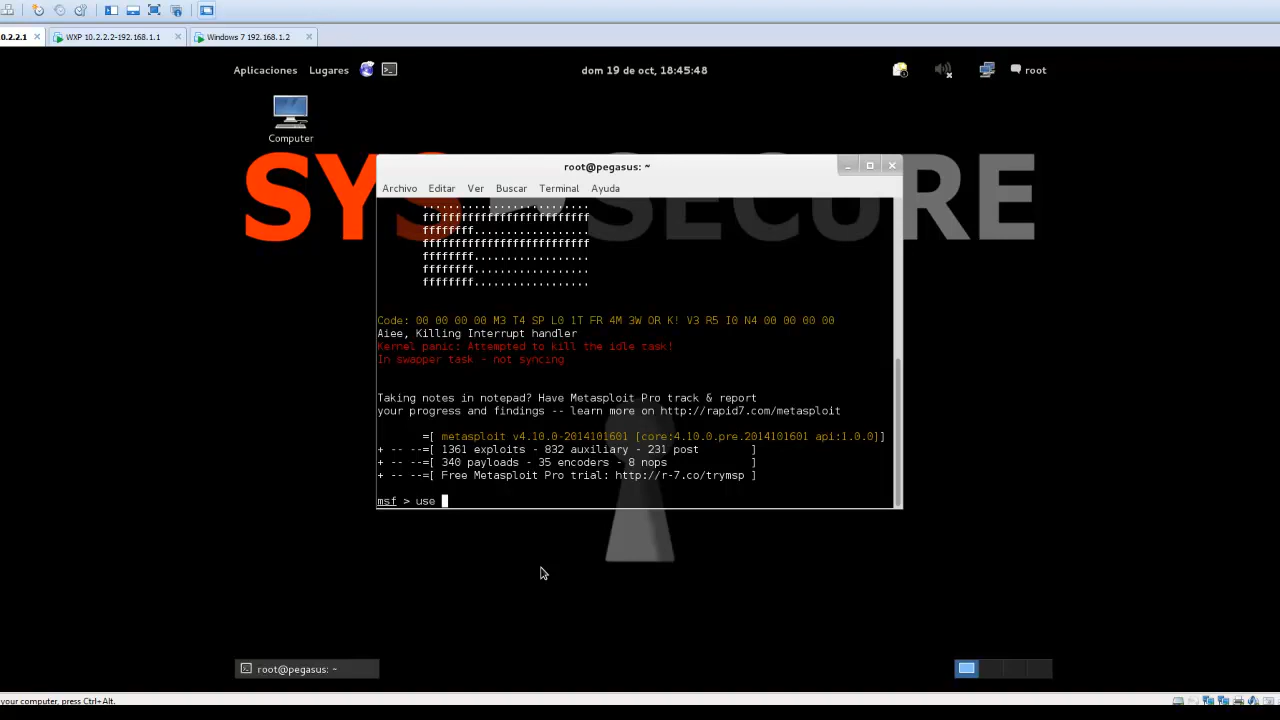 0.2.2.1 WXP 10.2.2.2-192.168.1.1 Windows 7 192.168.1.2
Aplicaciones Lugares dom 19 de oct, 18:45:48 root
Computer
SYS SECURE
root@pegasus: ~
Archivo Editar Ver Buscar Terminal Ayuda
..........................
ffffffffffffffffffffffffff
ffffffff..................
ffffffffffffffffffffffffff
ffffffff..................
ffffffff..................
ffffffff..................
Code: 00 00 00 00 M3 T4 SP L0 1T FR 4M 3W OR K! V3 R5 I0 N4 00 00 00 00
Aiee, Killing Interrupt handler
Kernel panic: Attempted to kill the idle task!
In swapper task - not syncing
Taking notes in notepad? Have Metasploit Pro track & report
your progress and findings -- learn more on http://rapid7.com/metasploit
=[ metasploit v4.10.0-2014101601 [core:4.10.0.pre.2014101601 api:1.0.0]]
+ -- --=[ 1361 exploits - 832 auxiliary - 231 post ]
+ -- --=[ 340 payloads - 35 encoders - 8 nops ]
+ -- --=[ Free Metasploit Pro trial: http://r-7.co/trymsp ]
msf > use
root@pegasus: ~
your computer, press Ctrl+Alt.